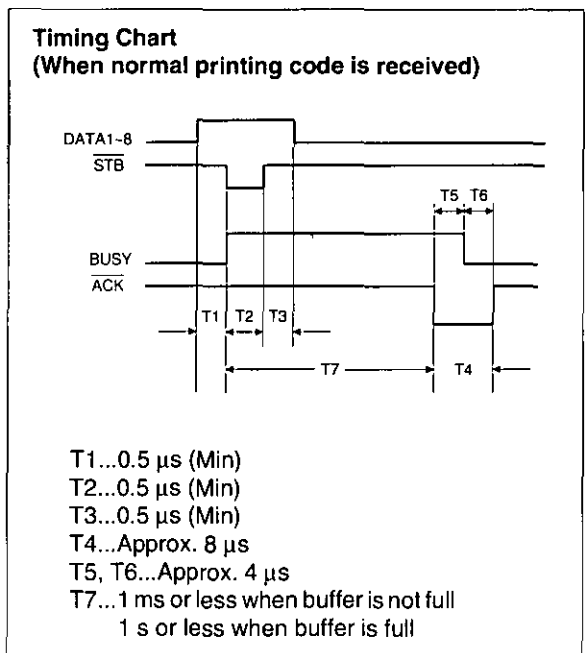 Timing Chart
(When normal printing code is received)
DATA1~8
STB
T5 T6
BUSY
ACK
T1 T2 T3
T7 T4
T1...0.5 µs (Min)
T2...0.5 µs (Min)
T3...0.5 µs (Min)
T4...Approx. 8 µs
T5, T6...Approx. 4 µs
T7...1 ms or less when buffer is not full
1 s or less when buffer is full